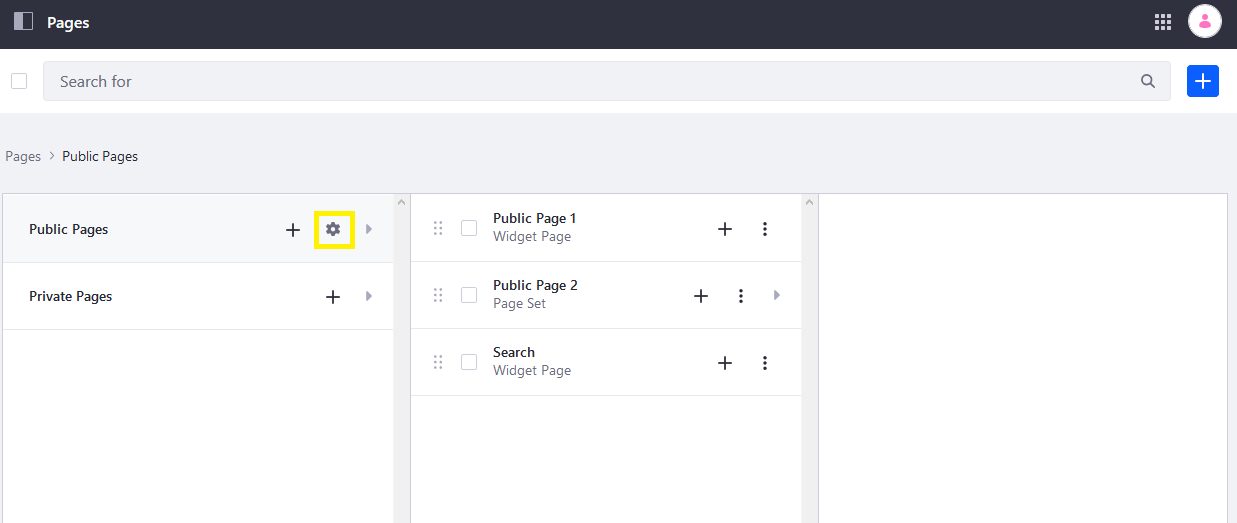 Pages
Search for
Pages > Public Pages
Public Pages
Private Pages
Public Page 1
Widget Page
Public Page 2
Page Set
Search
Widget Page